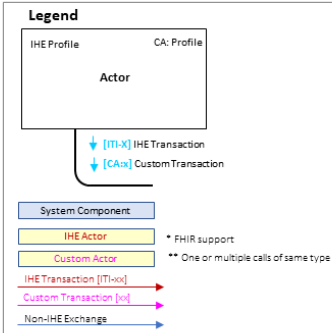 Legend
IHE Profile CA: Profile
Actor
[ITI-X] IHE Transaction
[CA:x] Custom Transaction
System Component
IHE Actor * FHIR support
Custom Actor ** One or multiple calls of same type
IHE Transaction [ITI-xx]
Custom Transaction [xx]
Non-IHE Exchange